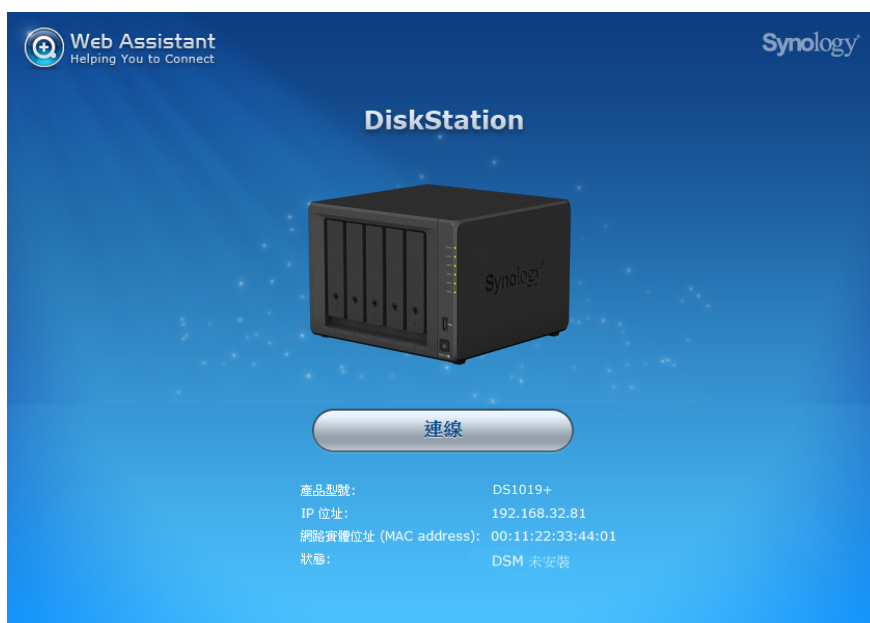 Web Assistant
Helping You to Connect
Synology
DiskStation
Synology
連線
產品型號: DS1019+
IP 位址: 192.168.32.81
網路實體位址 (MAC address): 00:11:22:33:44:01
狀態: DSM 未安裝